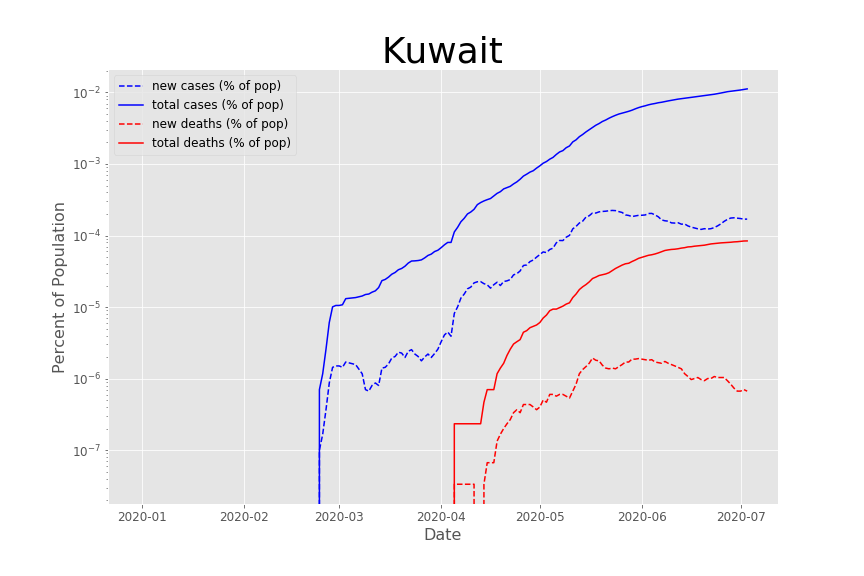 Kuwait
new cases (% of pop)
total cases (% of pop)
new deaths (% of pop)
total deaths (% of pop)
Percent of Population
10⁻²
10⁻³
10⁻⁴
10⁻⁵
10⁻⁶
10⁻⁷
2020-01 2020-02 2020-03 2020-04 2020-05 2020-06 2020-07
Date